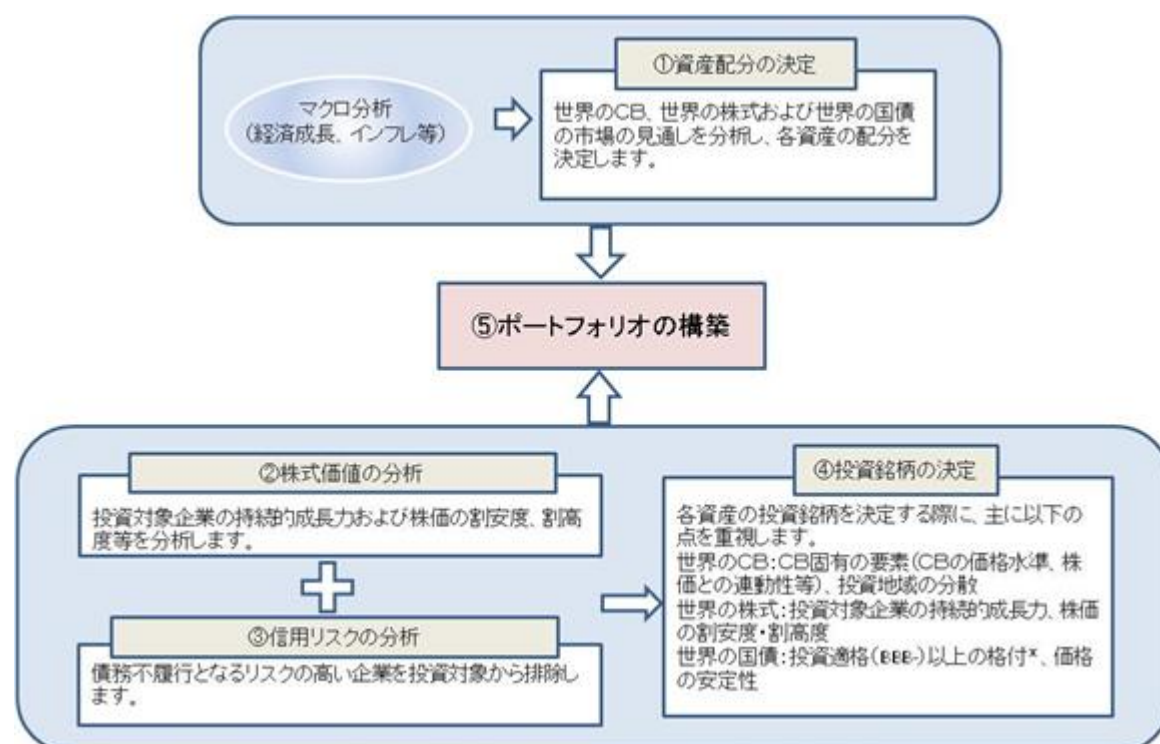 マクロ分析
(経済成長、インフレ等)
①資産配分の決定
世界のCB、世界の株式および世界の国債
の市場の見通しを分析し、各資産の配分を
決定します。
⑤ポートフォリオの構築
②株式価値の分析
投資対象企業の持続的成長力および株価の割安度、割高
度等を分析します。
③信用リスクの分析
債務不履行となるリスクの高い企業を投資対象から排除し
ます。
④投資銘柄の決定
各資産の投資銘柄を決定する際に、主に以下の
点を重視します。
世界のCB:CB固有の要素(CBの価格水準、株
価との連動性等)、投資地域の分散
世界の株式:投資対象企業の持続的成長力、株価
の割安度・割高度
世界の国債:投資適格(BBB-)以上の格付*、価格
の安定性